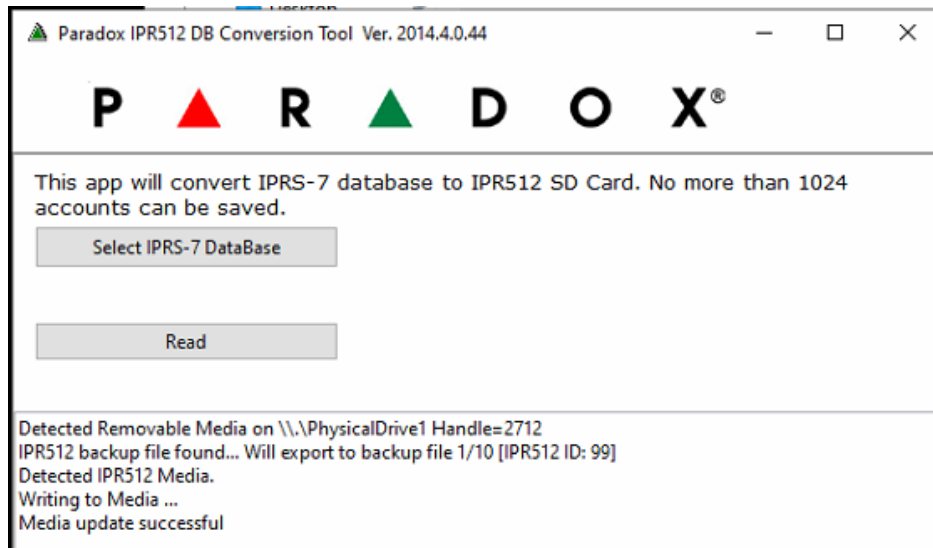 Paradox IPR512 DB Conversion Tool Ver. 2014.4.0.44
PARADOX®
This app will convert IPRS-7 database to IPR512 SD Card. No more than 1024
accounts can be saved.
Select IPRS-7 DataBase
Read
Detected Removable Media on \\.\PhysicalDrive1 Handle=2712
IPR512 backup file found... Will export to backup file 1/10 [IPR512 ID: 99]
Detected IPR512 Media.
Writing to Media ...
Media update successful